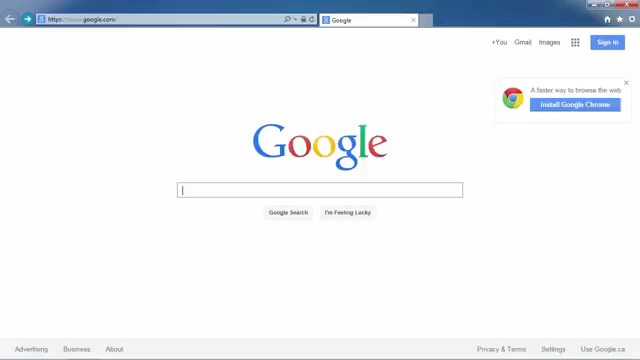 https://www.google.com/
Google
+You Gmail Images Sign in
A faster way to browse the web
Install Google Chrome
Google
Google Search I'm Feeling Lucky
Advertising Business About Privacy & Terms Settings Use Google.ca